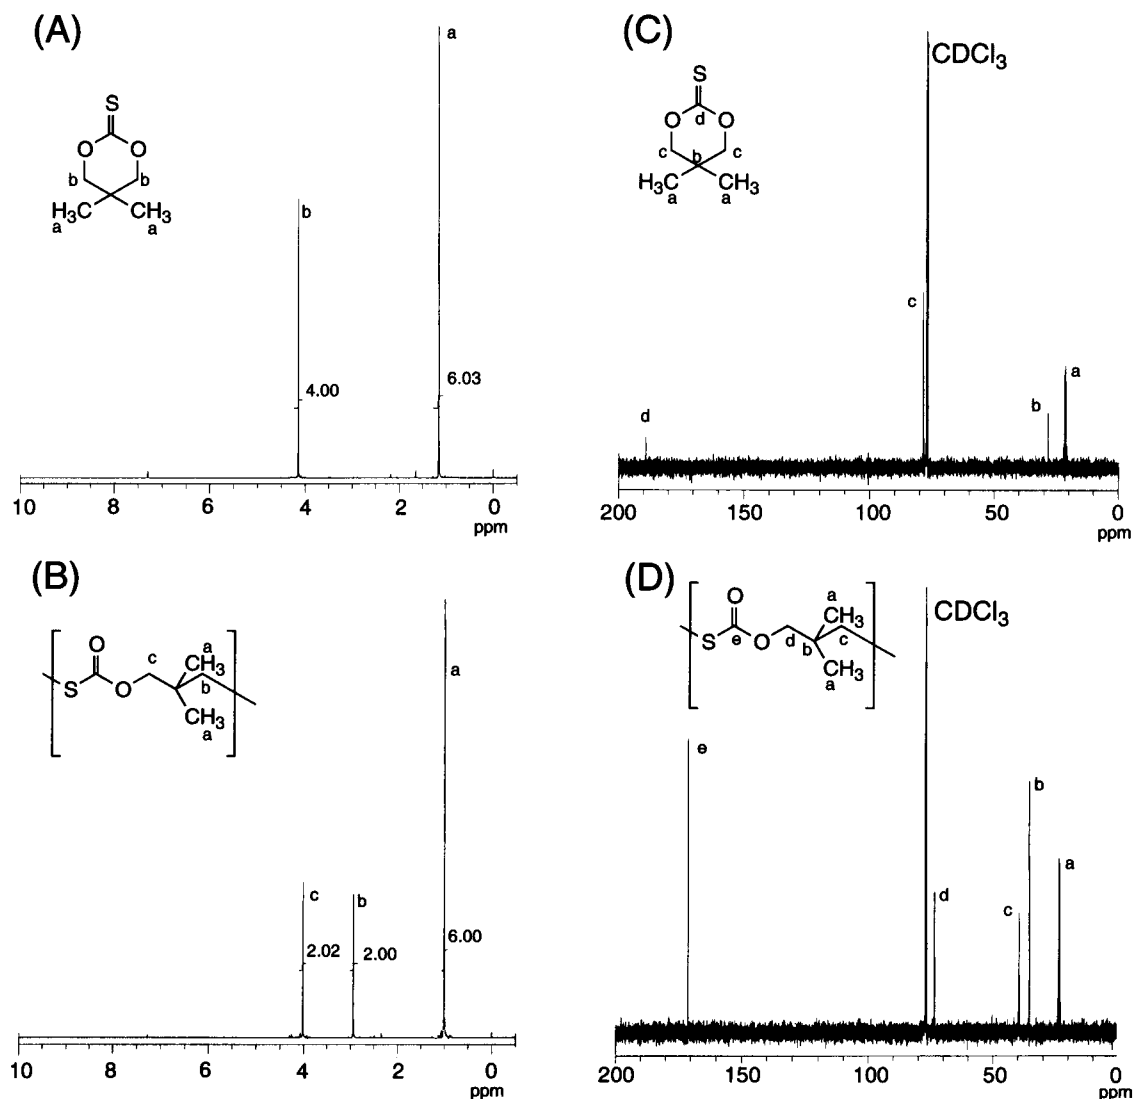 (A)
a
S
O O
b b
H3C CH3
a a
b
4.00
6.03
10 8 6 4 2 0
ppm
(C)
CDCl3
S
O d O
c b c
H3C CH3
a a
c
d
b
a
200 150 100 50 0
ppm
(B)
O
S O
c
a
CH3
b
CH3
a
a
c
b
2.02
2.00
6.00
10 8 6 4 2 0
ppm
(D)
CDCl3
O
S e O d b c
a
CH3
CH3
a
e
d
c
b
a
200 150 100 50 0
ppm